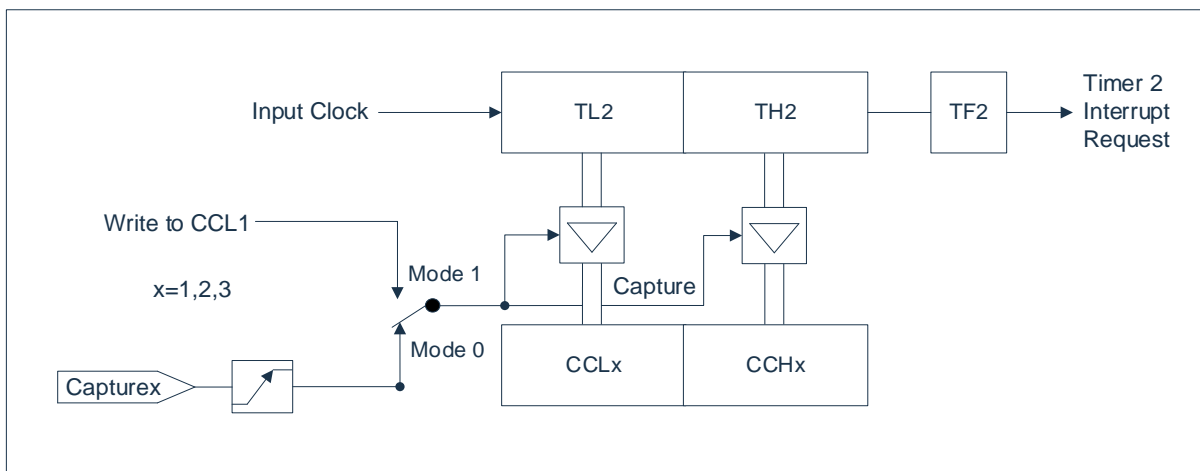 Input Clock
TL2
TH2
TF2
Timer 2
Interrupt
Request
Write to CCL1
Mode 1
x=1,2,3
Capture
Mode 0
CCLx
CCHx
Capturex